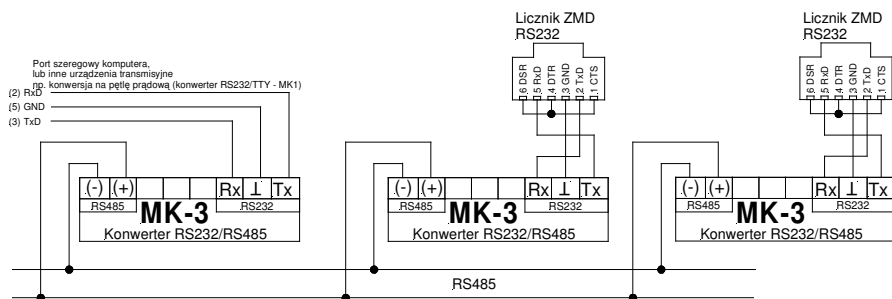 Licznik ZMD
RS232
Licznik ZMD
RS232
Port szeregowy komputera,
lub inne urządzenia transmisyjne
np. konwersja na pętlę prądową (konwerter RS232/TTY - MK1)
(2) RxD
(5) GND
(3) TxD
6 DSR
5 RxD
4 DTR
3 GND
2 TxD
1 CTS
6 DSR
5 RxD
4 DTR
3 GND
2 TxD
1 CTS
(-) (+) Rx ⊥ Tx
RS485 RS232
MK-3
Konwerter RS232/RS485
(-) (+) Rx ⊥ Tx
RS485 RS232
MK-3
Konwerter RS232/RS485
(-) (+) Rx ⊥ Tx
RS485 RS232
MK-3
Konwerter RS232/RS485
RS485